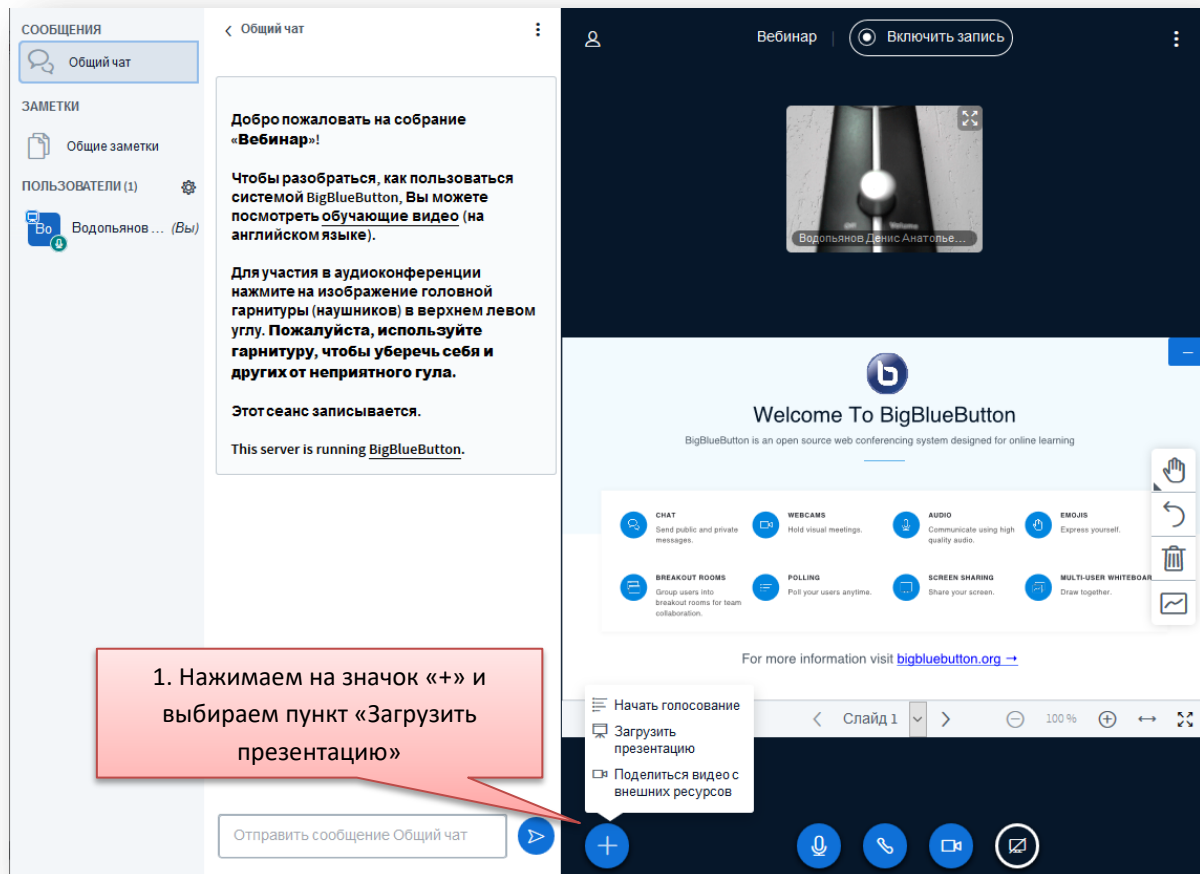 СООБЩЕНИЯ
Общий чат
ЗАМЕТКИ
Общие заметки
ПОЛЬЗОВАТЕЛИ (1)
Во
Водопьянов ... (Вы)
Общий чат
Добро пожаловать на собрание
«Вебинар»!
Чтобы разобраться, как пользоваться
системой BigBlueButton, Вы можете
посмотреть обучающие видео (на
английском языке).
Для участия в аудиоконференции
нажмите на изображение головной
гарнитуры (наушников) в верхнем левом
углу. Пожалуйста, используйте
гарнитуру, чтобы уберечь себя и
других от неприятного гула.
Этот сеанс записывается.
This server is running BigBlueButton.
1. Нажимаем на значок «+» и
выбираем пункт «Загрузить
презентацию»
Отправить сообщение Общий чат
Вебинар
Включить запись
Off Volume
Водопьянов Денис Анатолье...
Welcome To BigBlueButton
BigBlueButton is an open source web conferencing system designed for online learning
CHAT
Send public and private
messages.
WEBCAMS
Hold visual meetings.
AUDIO
Communicate using high
quality audio.
EMOJIS
Express yourself.
BREAKOUT ROOMS
Group users into
breakout rooms for team
collaboration.
POLLING
Poll your users anytime.
SCREEN SHARING
Share your screen.
MULTI-USER WHITEBOAR
Draw together.
For more information visit bigbluebutton.org →
Начать голосование
Загрузить
презентацию
Поделиться видео с
внешних ресурсов
Слайд 1
100 %